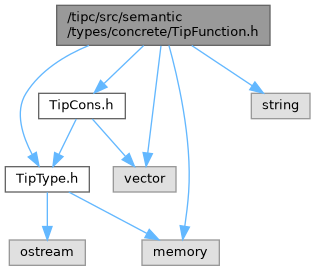 /tipc/src/semantic
/types/concrete/TipFunction.h
TipCons.h
string
TipType.h
vector
ostream
memory